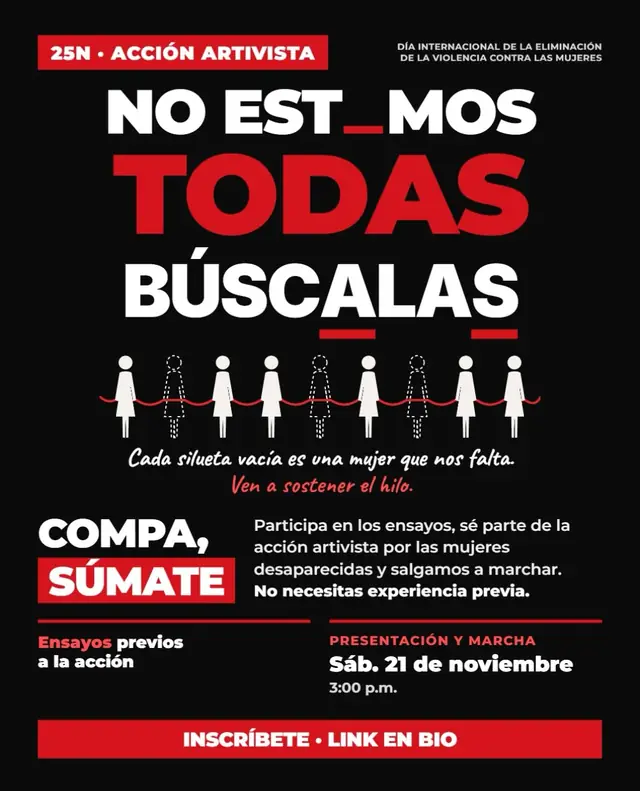 25N • ACCIÓN ARTIVISTA
DÍA INTERNACIONAL DE LA ELIMINACIÓN
DE LA VIOLENCIA CONTRA LAS MUJERES
NO EST_MOS
TODAS
BÚSCALAS
Cada silueta vacía es una mujer que nos falta.
Ven a sostener el hilo.
COMPA,
SÚMATE
Participa en los ensayos, sé parte de la
acción artivista por las mujeres
desaparecidas y salgamos a marchar.
No necesitas experiencia previa.
Ensayos previos
a la acción
PRESENTACIÓN Y MARCHA
Sáb. 21 de noviembre
3:00 p.m.
INSCRÍBETE • LINK EN BIO